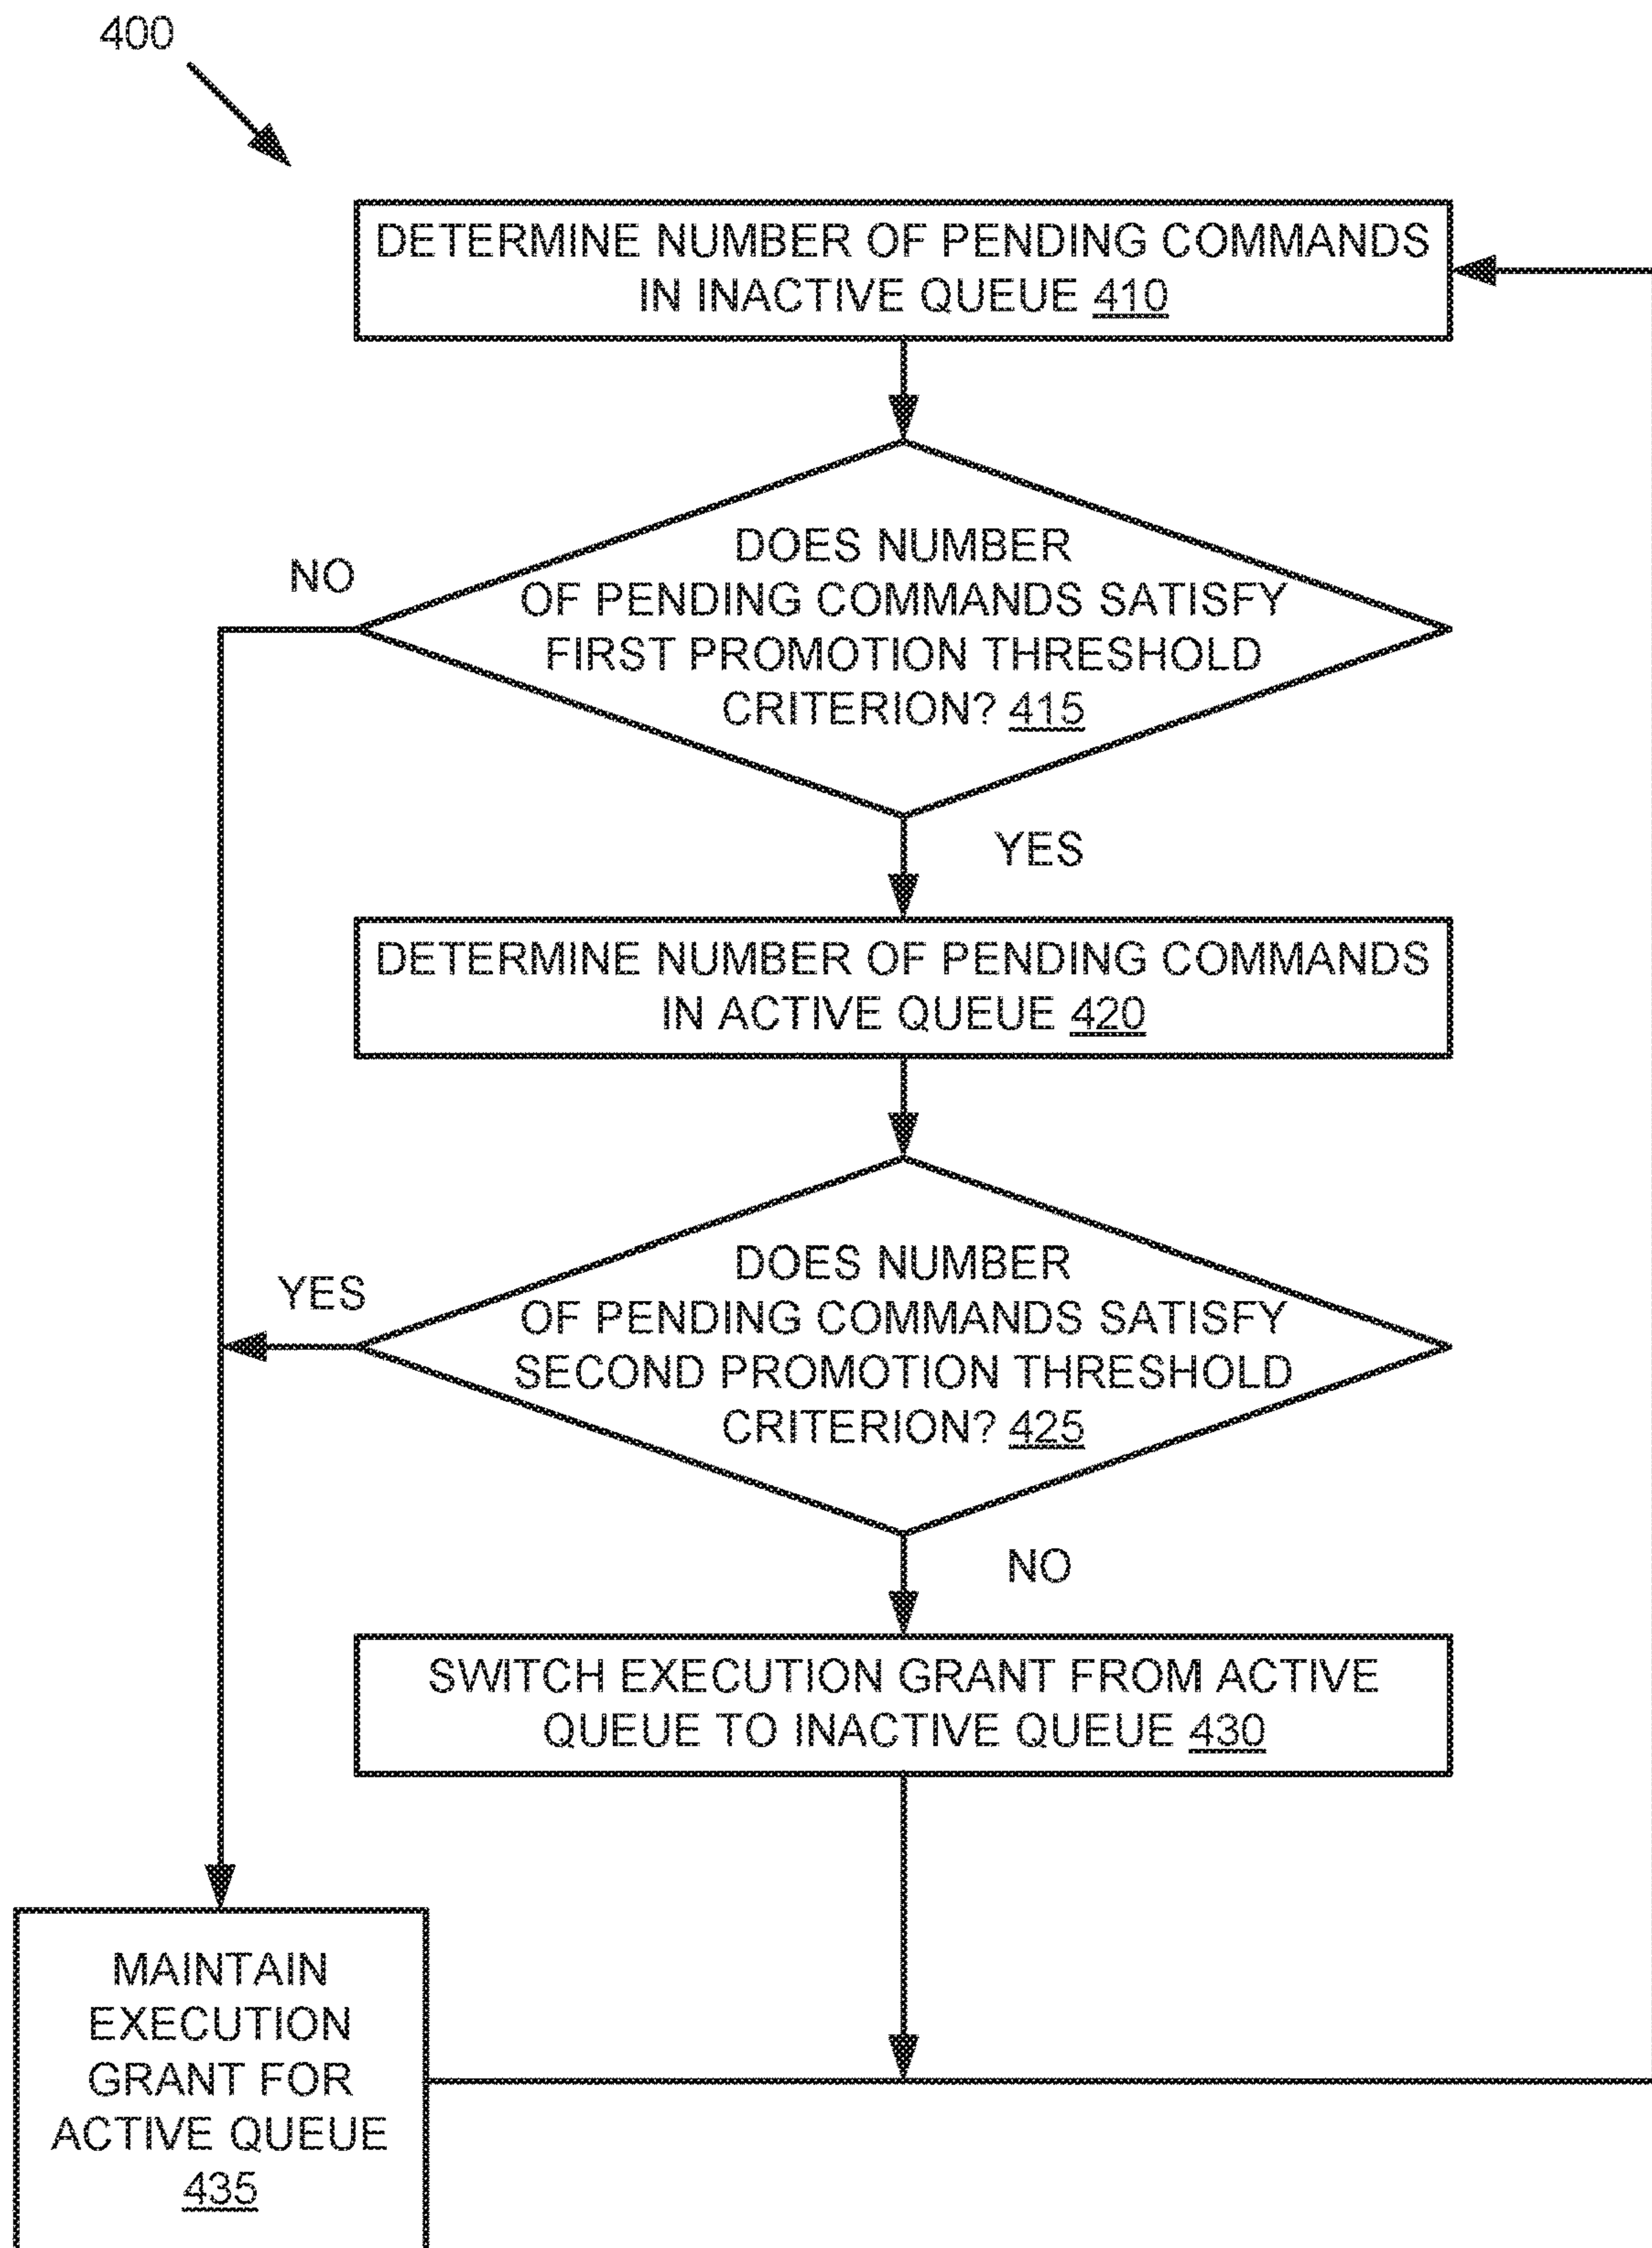 400
DETERMINE NUMBER OF PENDING COMMANDS
IN INACTIVE QUEUE 410
DOES NUMBER
OF PENDING COMMANDS SATISFY
FIRST PROMOTION THRESHOLD
CRITERION? 415
NO
YES
DETERMINE NUMBER OF PENDING COMMANDS
IN ACTIVE QUEUE 420
DOES NUMBER
OF PENDING COMMANDS SATISFY
SECOND PROMOTION THRESHOLD
CRITERION? 425
YES
NO
SWITCH EXECUTION GRANT FROM ACTIVE
QUEUE TO INACTIVE QUEUE 430
MAINTAIN
EXECUTION
GRANT FOR
ACTIVE QUEUE
435